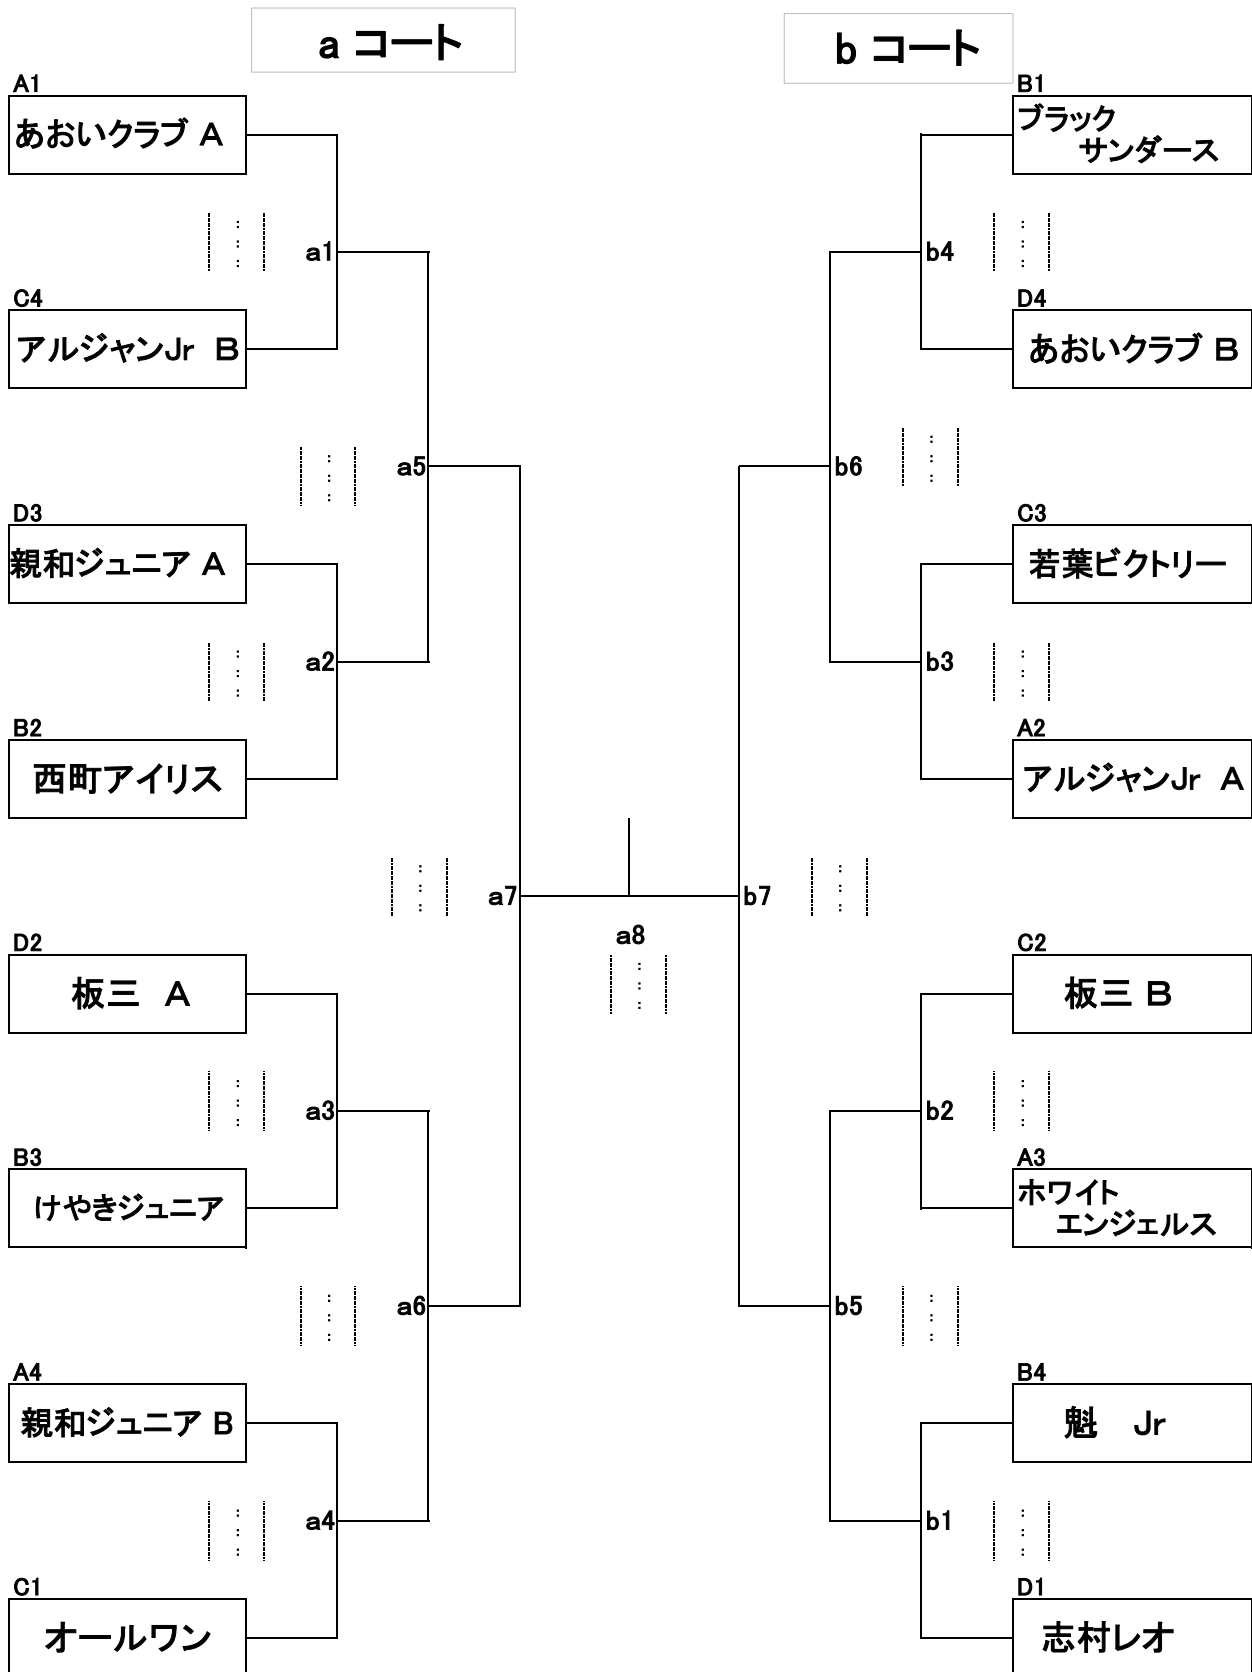 a コート
b コート
A1
あおいクラブ A
a1
C4
アルジャンJr B
a5
D3
親和ジュニア A
a2
B2
西町アイリス
a7
D2
板三 A
a3
B3
けやきジュニア
a6
A4
親和ジュニア B
a4
C1
オールワン
a8
B1
ブラック
サンダース
b4
D4
あおいクラブ B
b6
C3
若葉ビクトリー
b3
A2
アルジャンJr A
b7
C2
板三 B
b2
A3
ホワイト
エンジェルス
b5
B4
魁 Jr
b1
D1
志村レオ